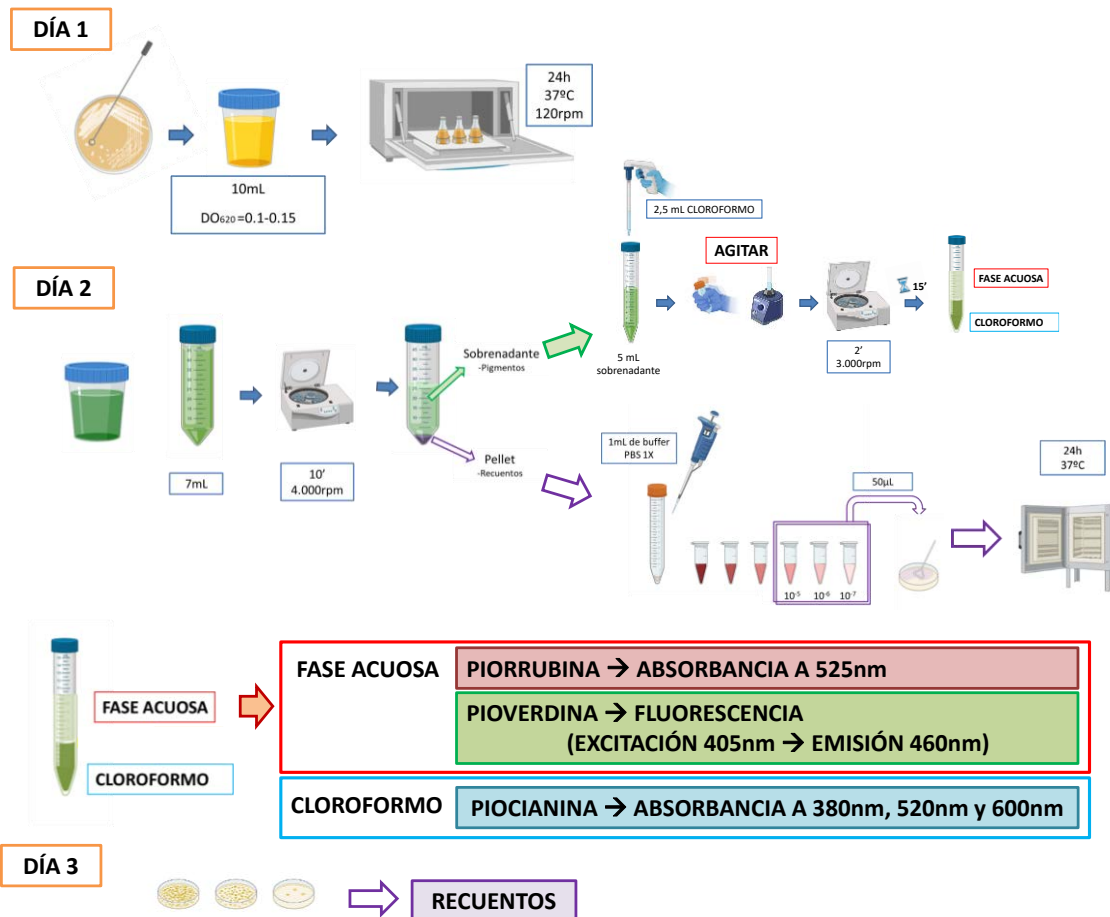 DÍA 1
24h
37ºC
120rpm
10mL
DO620 =0.1-0.15
2,5 mL CLOROFORMO
AGITAR
15'
FASE ACUOSA
CLOROFORMO
DÍA 2
5 mL
sobrenadante
2'
3.000rpm
Sobrenadante
-Pigmentos
Pellet
-Recuentos
7mL
10'
4.000rpm
1mL de buffer
PBS 1X
50µL
24h
37ºC
10-5 10-6 10-7
FASE ACUOSA
CLOROFORMO
FASE ACUOSA
PIORRUBINA → ABSORBANCIA A 525nm
PIOVERDINA → FLUORESCENCIA
(EXCITACIÓN 405nm → EMISIÓN 460nm)
CLOROFORMO
PIOCIANINA → ABSORBANCIA A 380nm, 520nm y 600nm
DÍA 3
RECUENTOS